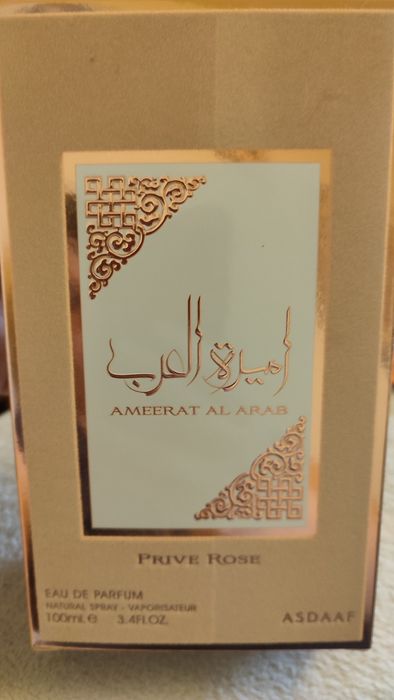 أميرة العرب
AMEERAT AL ARAB
PRIVE ROSE
EAU DE PARFUM
NATURAL SPRAY - VAPORISATEUR
100ML.e 3.4FL.OZ.
ASDAAF